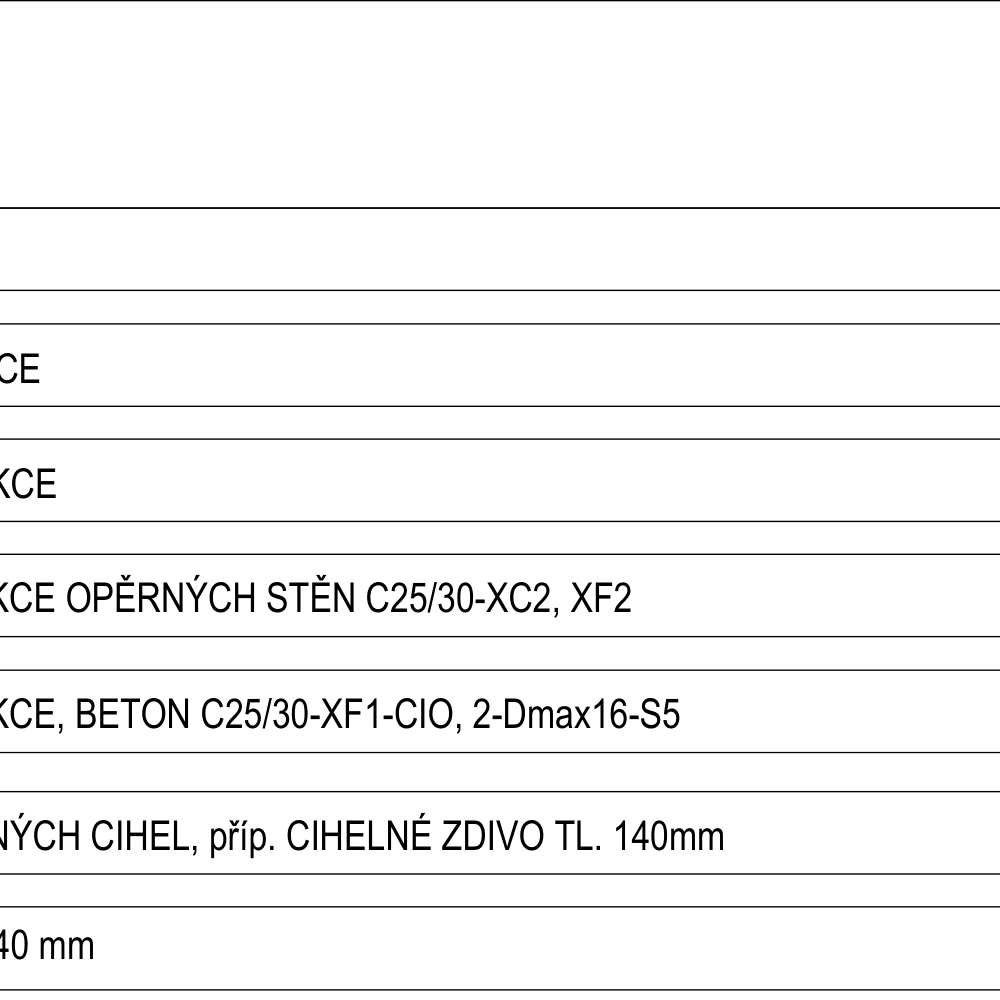 CE
KCE
KCE OPĚRNÝCH STĚN C25/30-XC2, XF2
KCE, BETON C25/30-XF1-CIO, 2-Dmax16-S5
NÝCH CIHEL, příp. CIHELNÉ ZDIVO TL. 140mm
40 mm